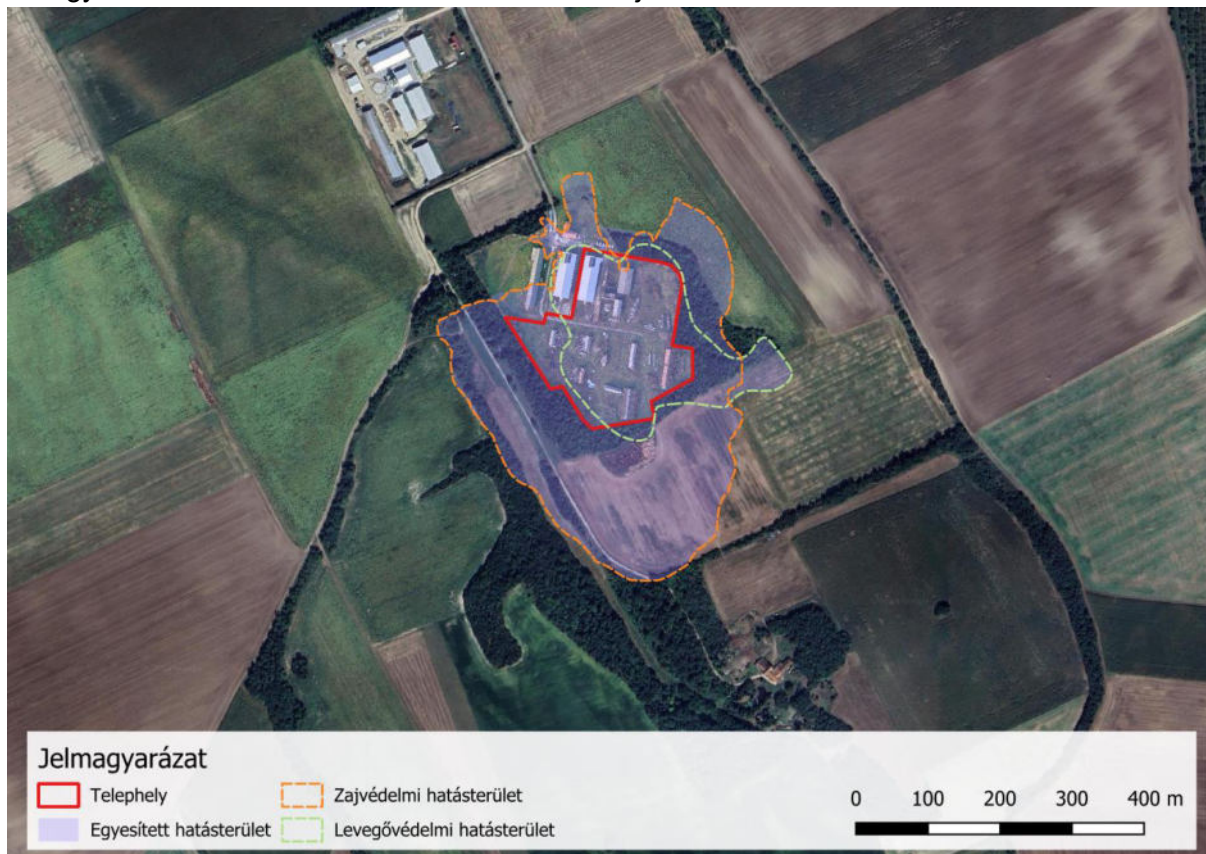 Jelmagyarázat
Telephely
Zajvédelmi hatásterület
Egyesített hatásterület
Levegővédelmi hatásterület
0 100 200 300 400 m